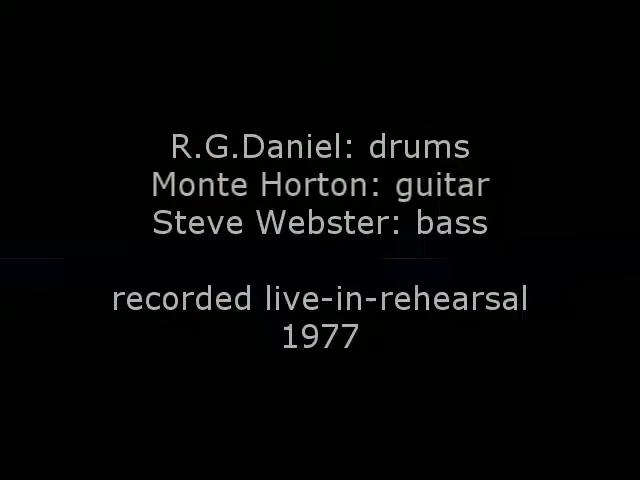 R.G.Daniel: drums
Monte Horton: guitar
Steve Webster: bass
recorded live-in-rehearsal
1977